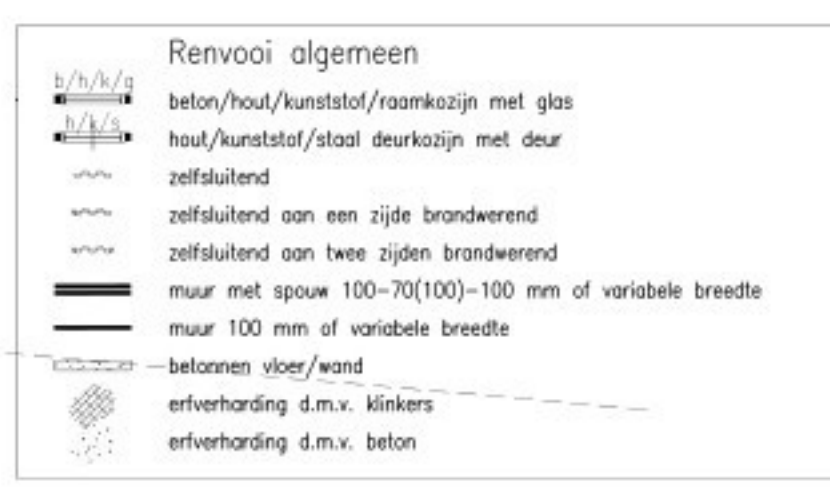 Renvooi algemeen
b/h/k/g
beton/hout/kunststof/raamkozijn met glas
h/k/s
hout/kunststof/staal deurkozijn met deur
zelfsluitend
zelfsluitend aan een zijde brandwerend
zelfsluitend aan twee zijden brandwerend
muur met spouw 100-70(100)-100 mm of variabele breedte
muur 100 mm of variabele breedte
betonnen vloer/wand
erfverharding d.m.v. klinkers
erfverharding d.m.v. beton